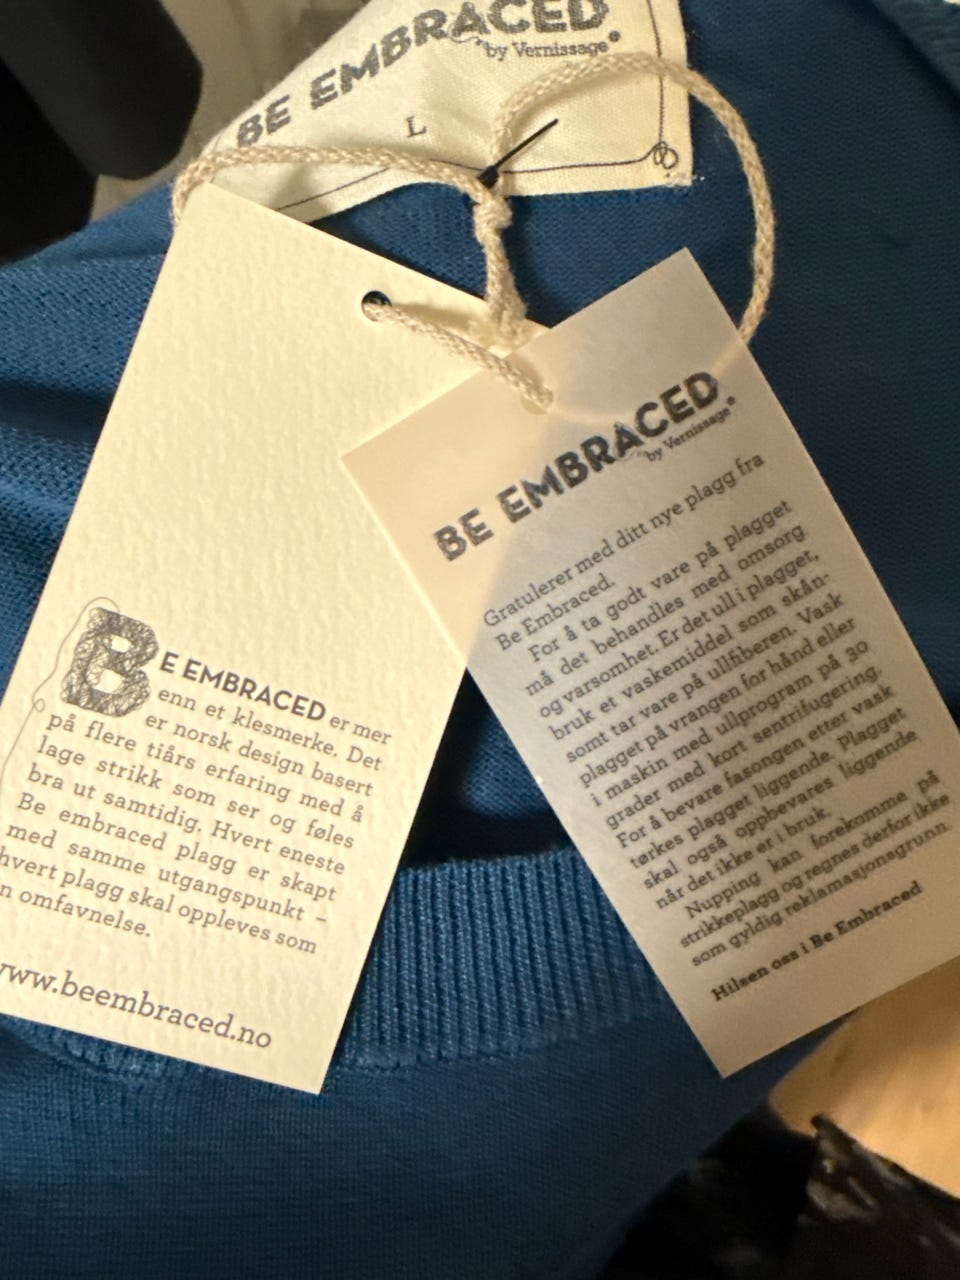 BE EMBRACED
by Vernissage®
L
BE EMBRACED er mer
enn et klesmerke. Det
er norsk design basert
på flere tiårs erfaring med å
lage strikk som ser og føles
bra ut samtidig. Hvert eneste
Be embraced plagg er skapt
med samme utgangspunkt –
hvert plagg skal oppleves som
n omfavnelse.
www.beembraced.no
BE EMBRACED®
by Vernissage
Gratulerer med ditt nye plagg fra
Be Embraced.
For å ta godt vare på plagget
må det behandles med omsorg
og varsomhet. Er det ull i plagget,
bruk et vaskemiddel som skån-
somt tar vare på ullfiberen. Vask
plagget på vrangen for hånd eller
i maskin med ullprogram på 30
grader med kort sentrifugering.
For å bevare fasongen etter vask
tørkes plagget liggende. Plagget
skal også oppbevares liggende
når det ikke er i bruk.
Nupping kan forekomme på
strikkeplagg og regnes derfor ikke
som gyldig reklamasjonsgrunn.
Hilsen oss i Be Embraced